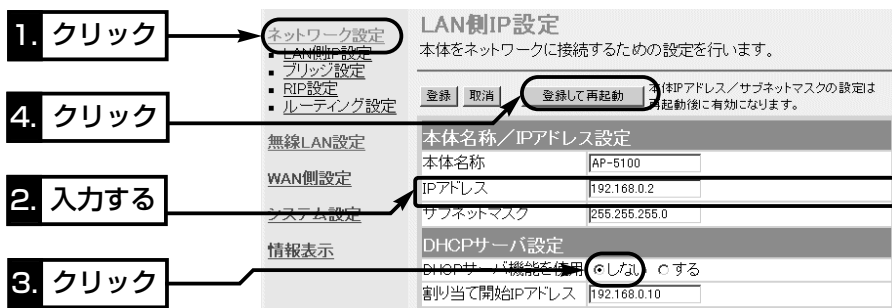 1. クリック
4. クリック
2. 入力する
3. クリック
ネットワーク設定
LAN側IP設定
ブリッジ設定
RIP設定
ルーティング設定
無線LAN設定
WAN側設定
システム設定
情報表示
LAN側IP設定
本体をネットワークに接続するための設定を行います。
登録 取消 登録して再起動 本体IPアドレス／サブネットマスクの設定は
再起動後に有効になります。
本体名称／IPアドレス設定
本体名称 AP-5100
IPアドレス 192.168.0.2
サブネットマスク 255.255.255.0
DHCPサーバ設定
DHCPサーバ機能を使用 しない する
割り当て開始IPアドレス 192.168.0.10